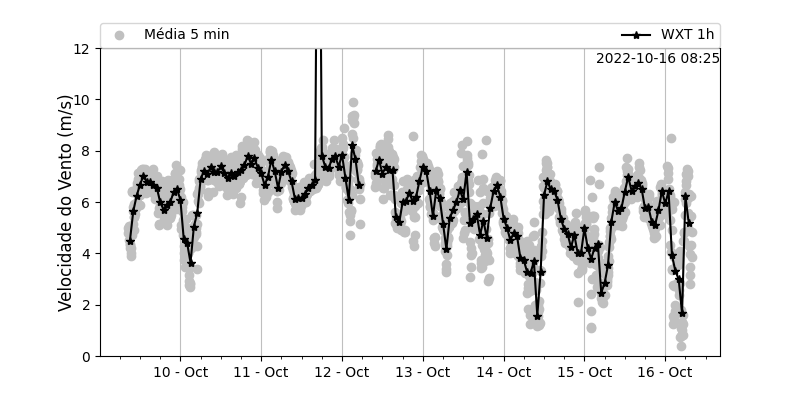 Média 5 min
WXT 1h
2022-10-16 08:25
Velocidade do Vento (m/s)
12
10
8
6
4
2
0
10 - Oct
11 - Oct
12 - Oct
13 - Oct
14 - Oct
15 - Oct
16 - Oct